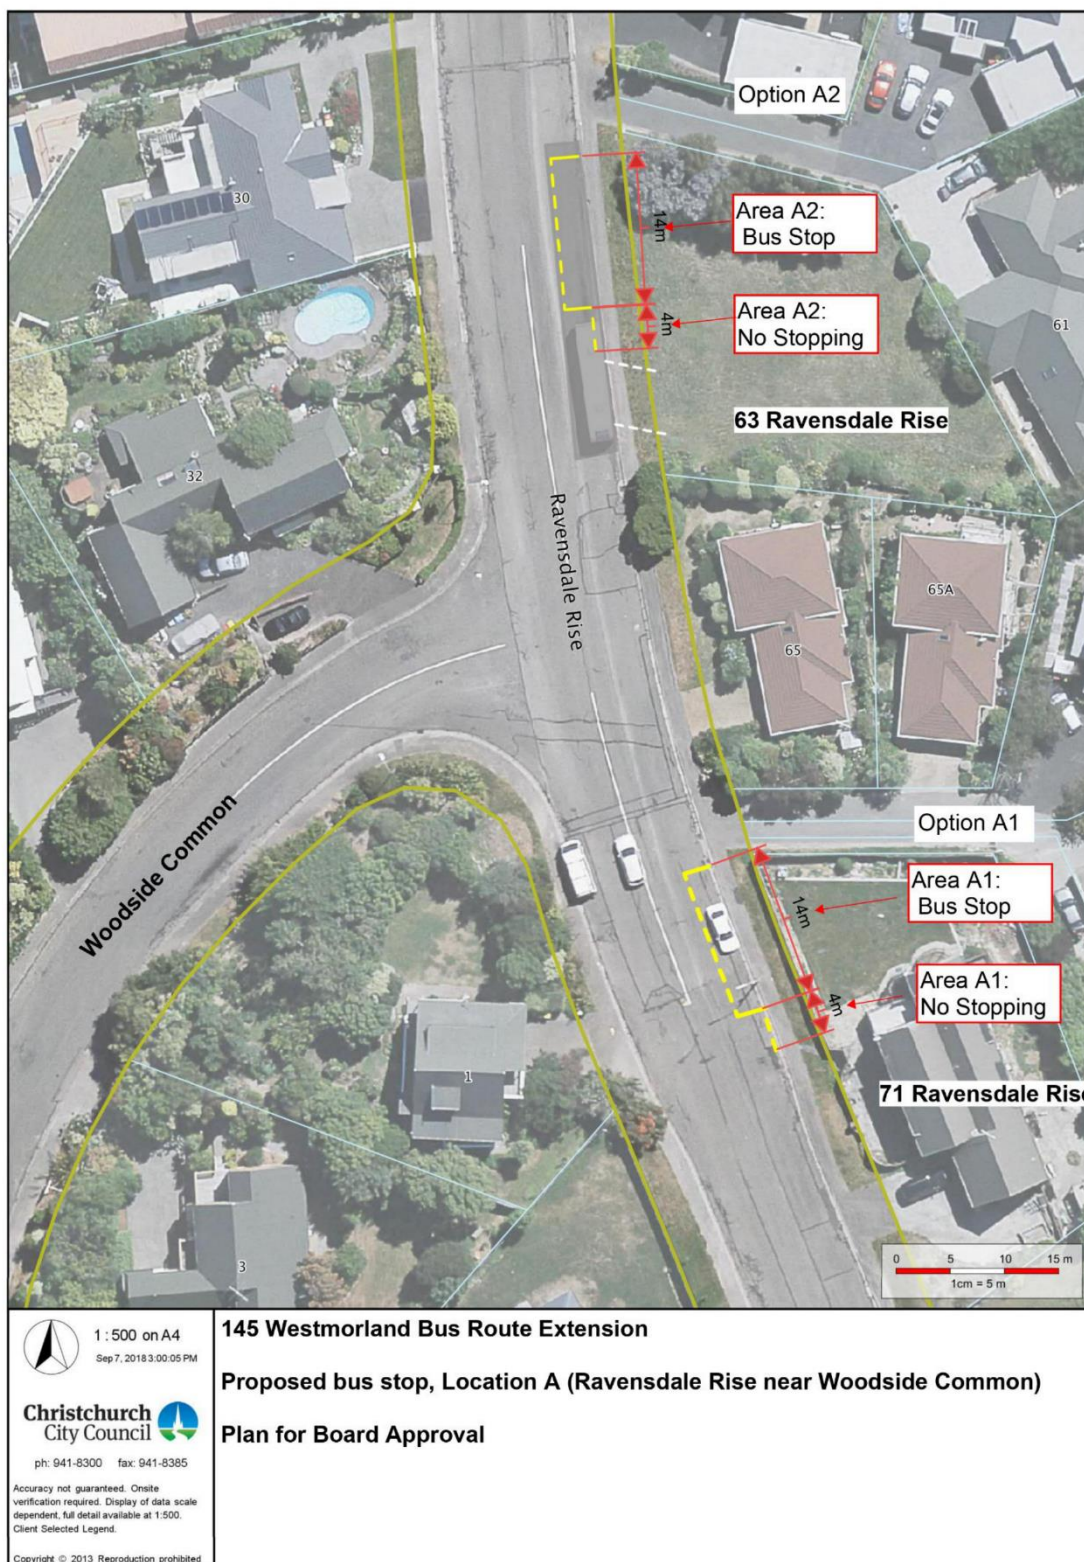 Option A2
30
14m
Area A2:
Bus Stop
4m
Area A2:
No Stopping
61
63 Ravensdale Rise
32
Ravensdale Rise
65A
65
Woodside Common
Option A1
14m
Area A1:
Bus Stop
4m
Area A1:
No Stopping
1
71 Ravensdale Rise
3
0 5 10 15 m
1cm = 5 m
1 : 500 on A4
Sep 7, 2018 3:00:05 PM
Christchurch
City Council
ph: 941-8300 fax: 941-8385
Accuracy not guaranteed. Onsite
verification required. Display of data scale
dependent, full detail available at 1:500.
Client Selected Legend.
Copyright © 2013 Reproduction prohibited
145 Westmorland Bus Route Extension
Proposed bus stop, Location A (Ravensdale Rise near Woodside Common)
Plan for Board Approval